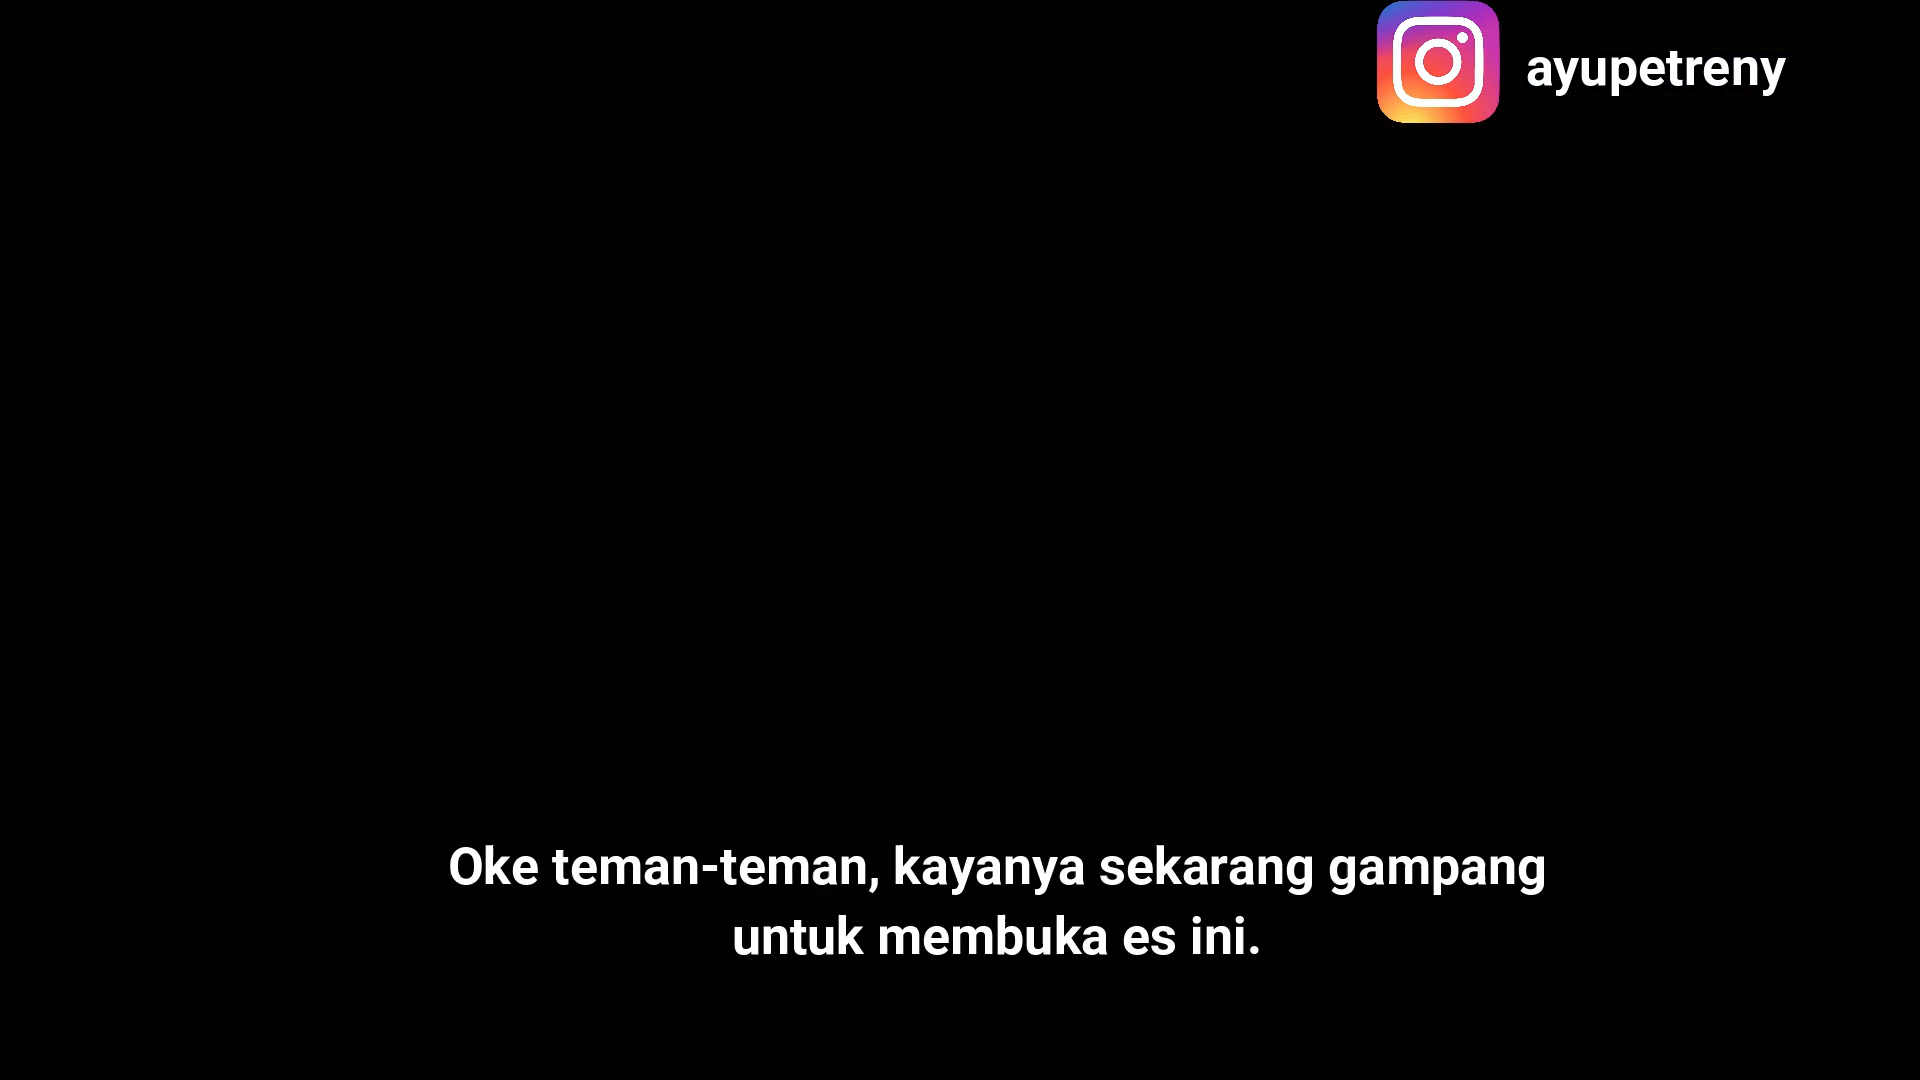 ayupetreny
Oke teman-teman, kayanya sekarang gampang
untuk membuka es ini.